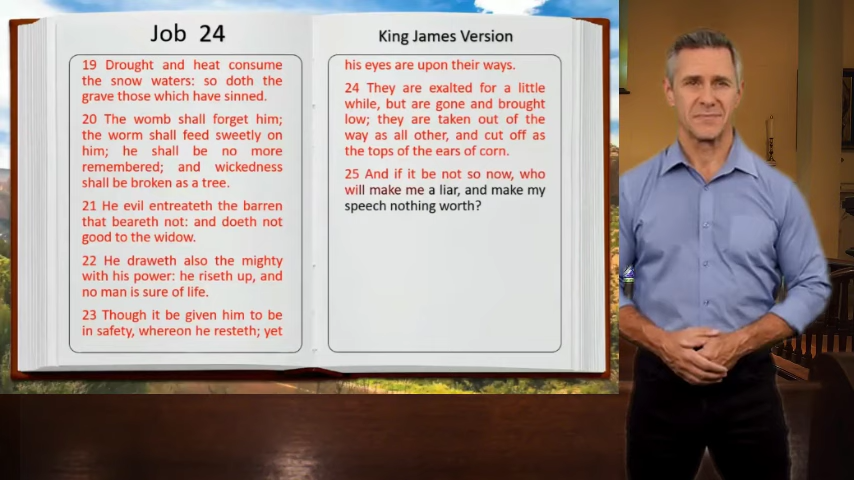 Job 24
19 Drought and heat consume
the snow waters: so doth the
grave those which have sinned.
20 The womb shall forget him;
the worm shall feed sweetly on
him; he shall be no more
remembered; and wickedness
shall be broken as a tree.
21 He evil entreateth the barren
that beareth not: and doeth not
good to the widow.
22 He draweth also the mighty
with his power: he riseth up, and
no man is sure of life.
23 Though it be given him to be
in safety, whereon he resteth; yet
King James Version
his eyes are upon their ways.
24 They are exalted for a little
while, but are gone and brought
low; they are taken out of the
way as all other, and cut off as
the tops of the ears of corn.
25 And if it be not so now, who
will make me a liar, and make my
speech nothing worth?